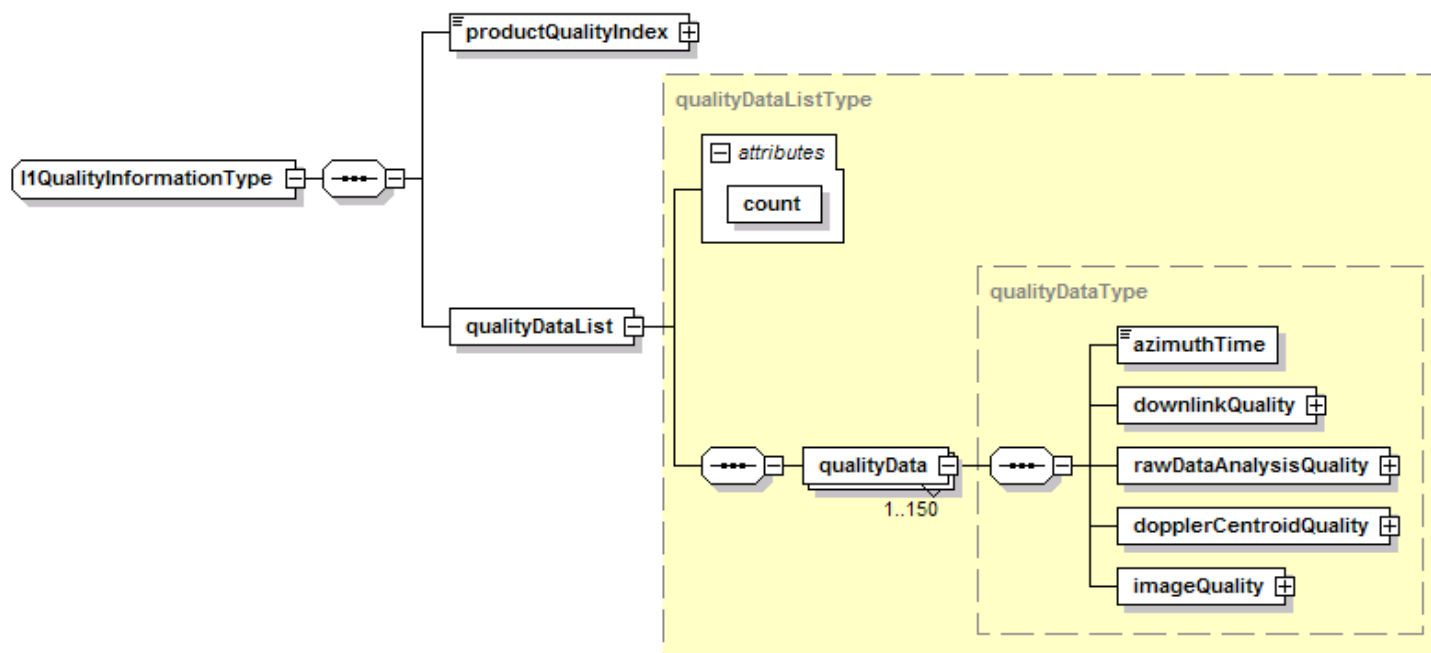 productQualityIndex
qualityDataListType
attributes
l1QualityInformationType
count
qualityDataType
qualityDataList
azimuthTime
downlinkQuality
qualityData
rawDataAnalysisQuality
1..150
dopplerCentroidQuality
imageQuality